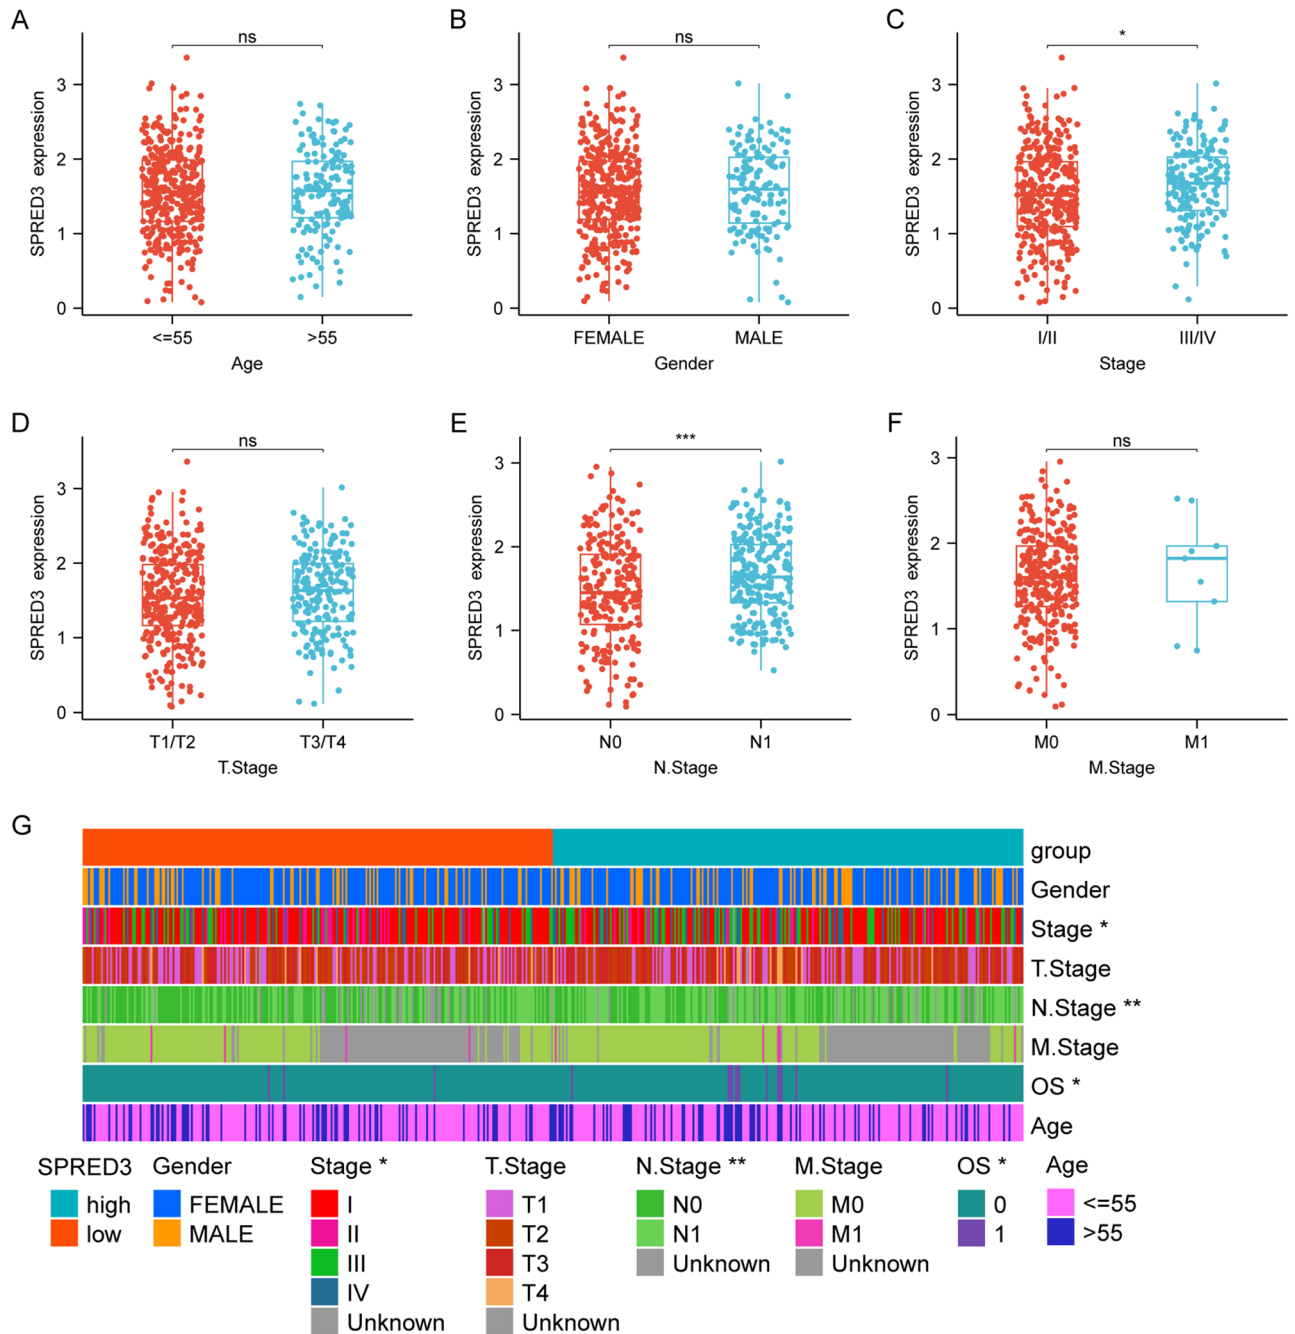 A
B
C
ns
ns
*
SPRED3 expression
3
2
1
0
<=55
>55
Age
SPRED3 expression
3
2
1
0
FEMALE
MALE
Gender
SPRED3 expression
3
2
1
0
I/II
III/IV
Stage
D
E
F
ns
***
ns
SPRED3 expression
3
2
1
0
T1/T2
T3/T4
T.Stage
SPRED3 expression
3
2
1
0
N0
N1
N.Stage
SPRED3 expression
3
2
1
0
M0
M1
M.Stage
G
group
Gender
Stage *
T.Stage
N.Stage **
M.Stage
OS *
Age
SPRED3
high
low
Gender
FEMALE
MALE
Stage *
I
II
III
IV
Unknown
T.Stage
T1
T2
T3
T4
Unknown
N.Stage **
N0
N1
Unknown
M.Stage
M0
M1
Unknown
OS *
0
1
Age
<=55
>55